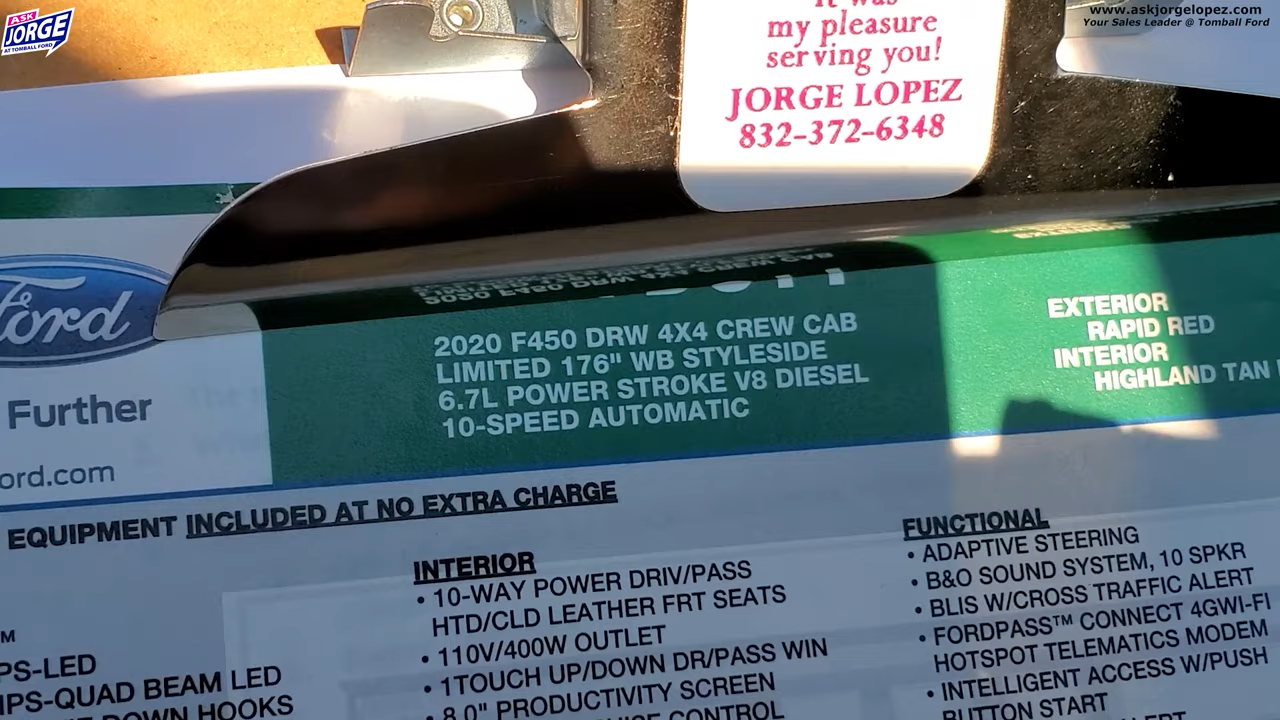 ASK
JORGE
AT TOMBALL FORD
www.askjorgelopez.com
Your Sales Leader @ Tomball Ford
It was
my pleasure
serving you!
JORGE LOPEZ
832-372-6348
Ford
Further
ord.com
2020 F450 DRW 4X4 CREW CAB
LIMITED 176" WB STYLESIDE
6.7L POWER STROKE V8 DIESEL
10-SPEED AUTOMATIC
EXTERIOR
RAPID RED
INTERIOR
HIGHLAND TAN
EQUIPMENT INCLUDED AT NO EXTRA CHARGE
PS-LED
MPS-QUAD BEAM LED
DOWN HOOKS
INTERIOR
• 10-WAY POWER DRIV/PASS
HTD/CLD LEATHER FRT SEATS
• 110V/400W OUTLET
• 1TOUCH UP/DOWN DR/PASS WIN
• 8.0" PRODUCTIVITY SCREEN
CONTROL
FUNCTIONAL
• ADAPTIVE STEERING
• B&O SOUND SYSTEM, 10 SPKR
• BLIS W/CROSS TRAFFIC ALERT
• FORDPASS™ CONNECT 4GWI-FI
HOTSPOT TELEMATICS MODEM
• INTELLIGENT ACCESS W/PUSH
BUTTON START